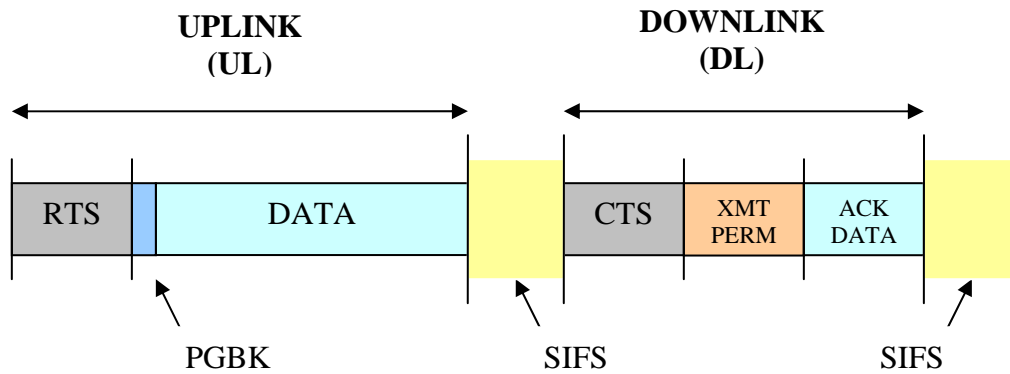 UPLINK
(UL)
DOWNLINK
(DL)
RTS
DATA
CTS
XMT
PERM
ACK
DATA
PGBK
SIFS
SIFS